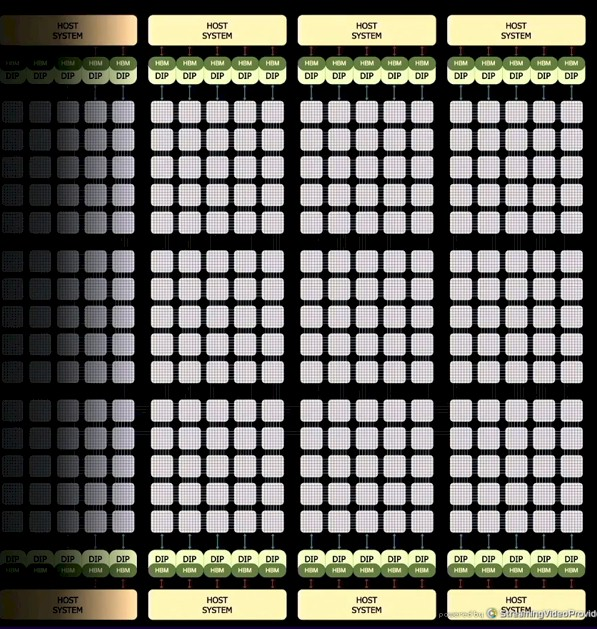 HOST HOST HOST HOST
SYSTEM SYSTEM SYSTEM SYSTEM
HBM HBM HBM HBM HBM HBM HBM HBM HBM HBM HBM HBM HBM HBM HBM HBM HBM HBM HBM HBM
DIP DIP DIP DIP DIP DIP DIP DIP DIP DIP DIP DIP DIP DIP DIP DIP DIP DIP DIP DIP
DIP DIP DIP DIP DIP DIP DIP DIP DIP DIP DIP DIP DIP DIP DIP DIP DIP DIP DIP DIP
HBM HBM HBM HBM HBM HBM HBM HBM HBM HBM HBM HBM HBM HBM HBM HBM HBM HBM HBM HBM
HOST HOST HOST HOST
SYSTEM SYSTEM SYSTEM SYSTEM
powered by StreamingVideoProvide